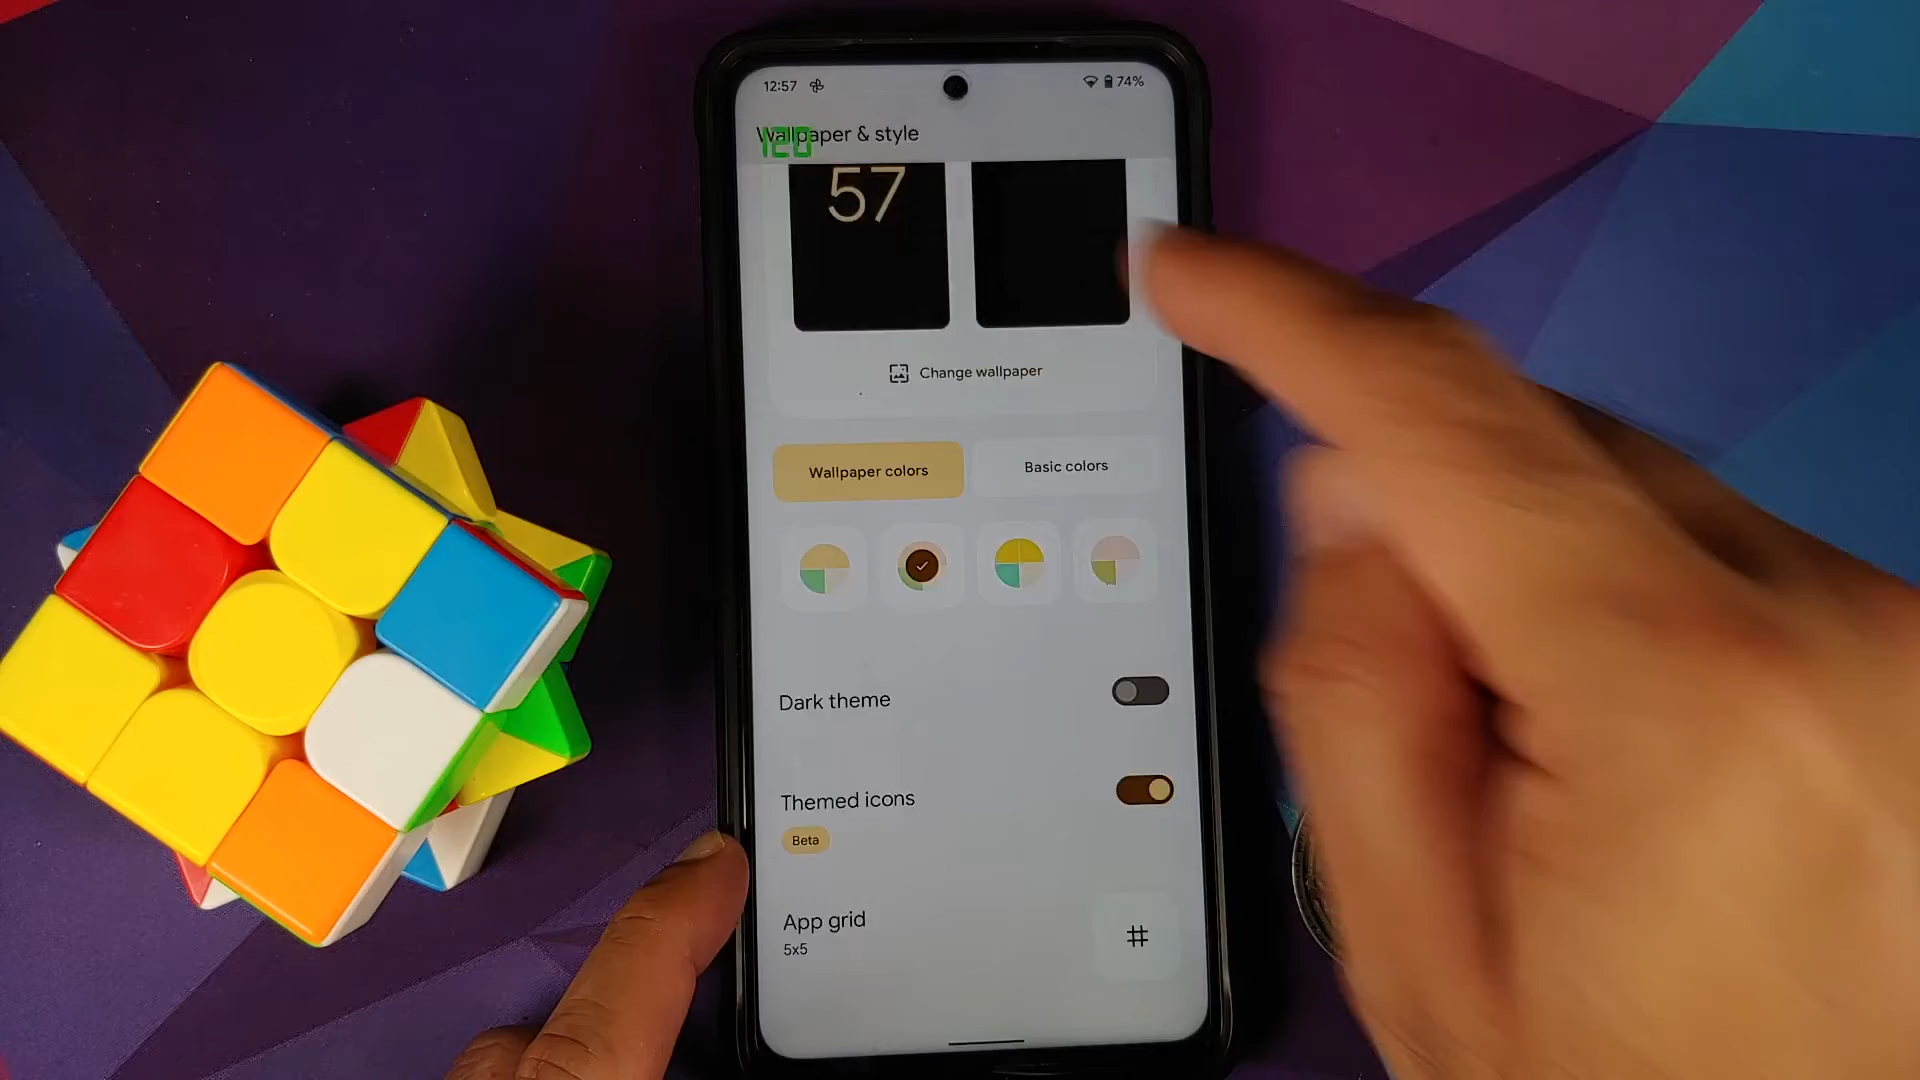 12:57
74%
Wallpaper & style
120
57
Change wallpaper
Wallpaper colors
Basic colors
Dark theme
Themed icons
Beta
App grid
5x5